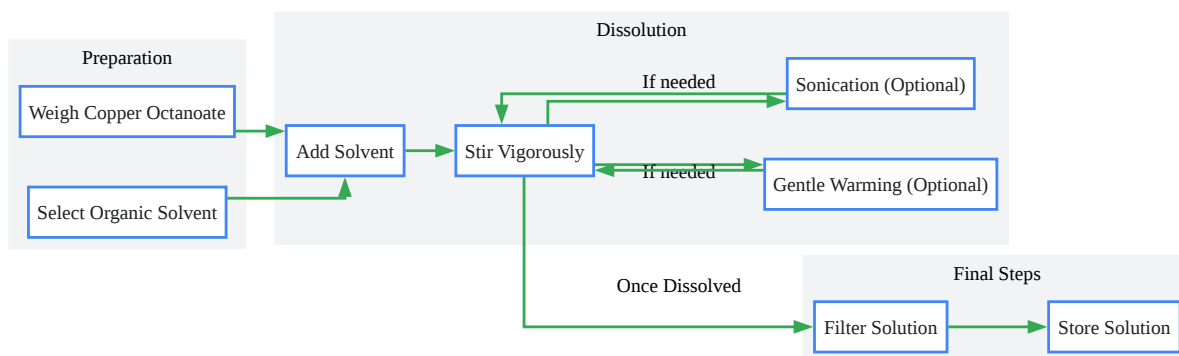 Dissolution
Preparation
If needed
Sonication (Optional)
Weigh Copper Octanoate
Add Solvent
Stir Vigorously
If needed
Gentle Warming (Optional)
Select Organic Solvent
Final Steps
Once Dissolved
Filter Solution
Store Solution